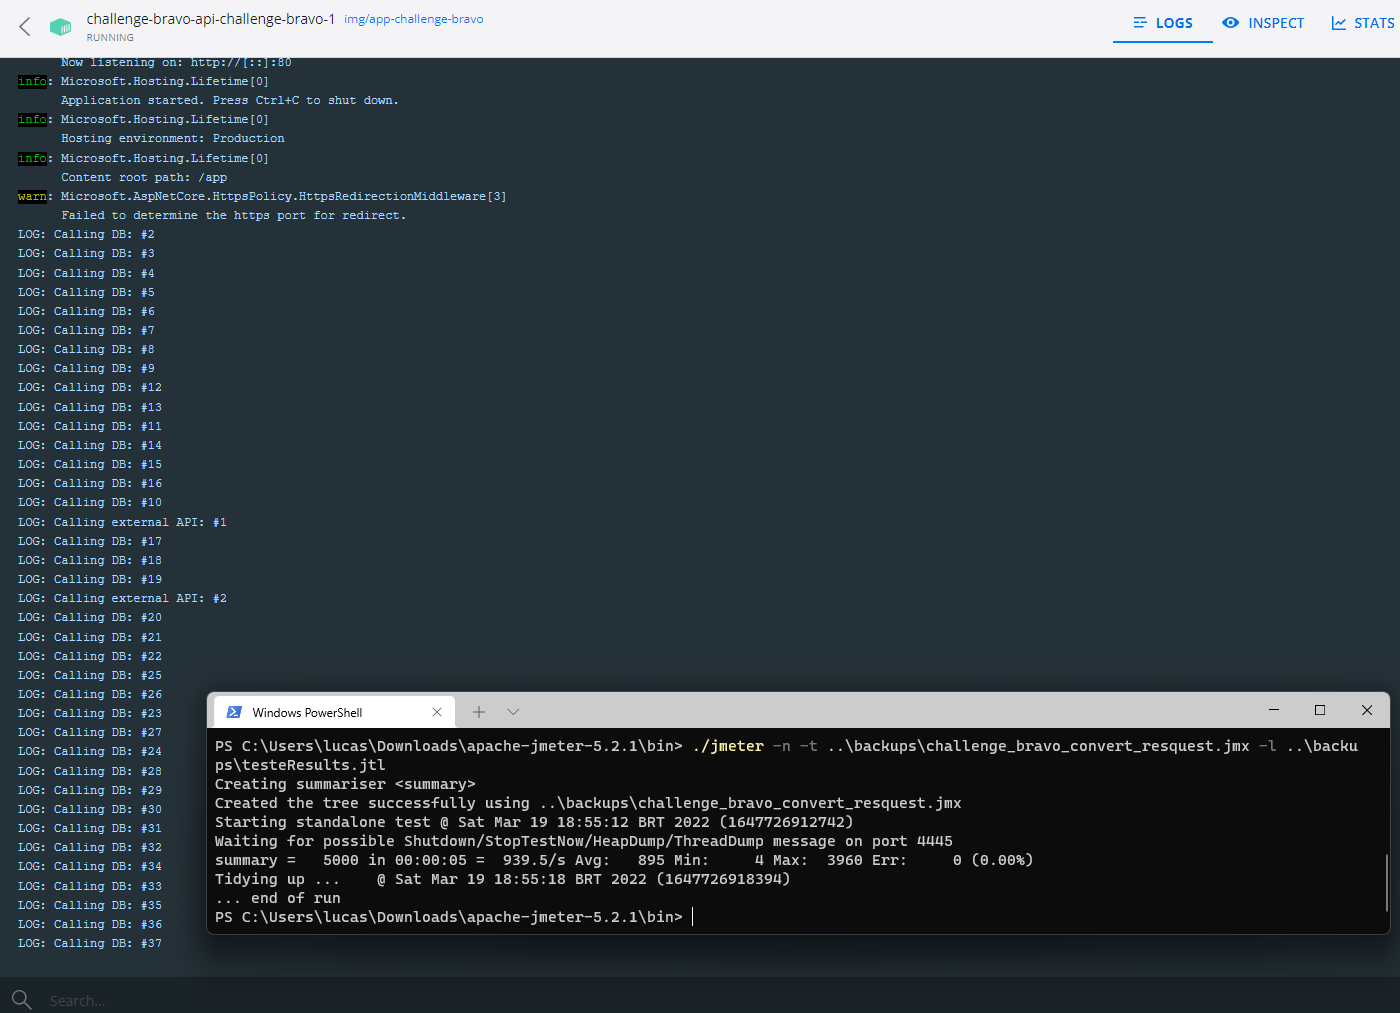 challenge-bravo-api-challenge-bravo-1 img/app-challenge-bravo
RUNNING
LOGS
INSPECT
STATS
Now listening on: http://[::]:80
info: Microsoft.Hosting.Lifetime[0]
Application started. Press Ctrl+C to shut down.
info: Microsoft.Hosting.Lifetime[0]
Hosting environment: Production
info: Microsoft.Hosting.Lifetime[0]
Content root path: /app
warn: Microsoft.AspNetCore.HttpsPolicy.HttpsRedirectionMiddleware[3]
Failed to determine the https port for redirect.
LOG: Calling DB: #2
LOG: Calling DB: #3
LOG: Calling DB: #4
LOG: Calling DB: #5
LOG: Calling DB: #6
LOG: Calling DB: #7
LOG: Calling DB: #8
LOG: Calling DB: #9
LOG: Calling DB: #12
LOG: Calling DB: #13
LOG: Calling DB: #11
LOG: Calling DB: #14
LOG: Calling DB: #15
LOG: Calling DB: #16
LOG: Calling DB: #10
LOG: Calling external API: #1
LOG: Calling DB: #17
LOG: Calling DB: #18
LOG: Calling DB: #19
LOG: Calling external API: #2
LOG: Calling DB: #20
LOG: Calling DB: #21
LOG: Calling DB: #22
LOG: Calling DB: #25
LOG: Calling DB: #26
LOG: Calling DB: #23
LOG: Calling DB: #27
LOG: Calling DB: #24
LOG: Calling DB: #28
LOG: Calling DB: #29
LOG: Calling DB: #30
LOG: Calling DB: #31
LOG: Calling DB: #32
LOG: Calling DB: #34
LOG: Calling DB: #33
LOG: Calling DB: #35
LOG: Calling DB: #36
LOG: Calling DB: #37
Windows PowerShell
PS C:\Users\lucas\Downloads\apache-jmeter-5.2.1\bin> ./jmeter -n -t ..\backups\challenge_bravo_convert_resquest.jmx -l ..\backu
ps\testeResults.jtl
Creating summariser <summary>
Created the tree successfully using ..\backups\challenge_bravo_convert_resquest.jmx
Starting standalone test @ Sat Mar 19 18:55:12 BRT 2022 (1647726912742)
Waiting for possible Shutdown/StopTestNow/HeapDump/ThreadDump message on port 4445
summary =   5000 in 00:00:05 =  939.5/s Avg:   895 Min:     4 Max:  3960 Err:     0 (0.00%)
Tidying up ...    @ Sat Mar 19 18:55:18 BRT 2022 (1647726918394)
... end of run
PS C:\Users\lucas\Downloads\apache-jmeter-5.2.1\bin>
Search...